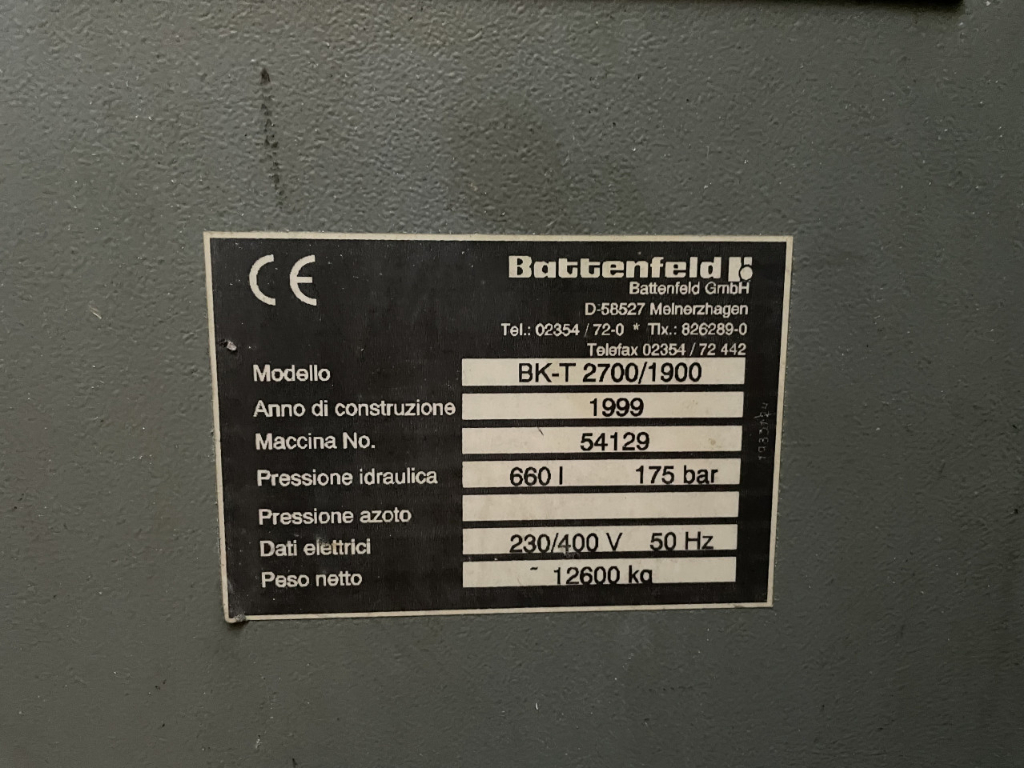 CE
Battenfeld
Battenfeld GmbH
D-58527 Meinerzhagen
Tel.: 02354 / 72-0 * Tlx.: 826289-0
Telefax 02354 / 72 442
Modello BK-T 2700/1900
Anno di construzione 1999
Maccina No. 54129
Pressione idraulica 660 l 175 bar
Pressione azoto
Dati elettrici 230/400 V 50 Hz
Peso netto ~ 12600 kg